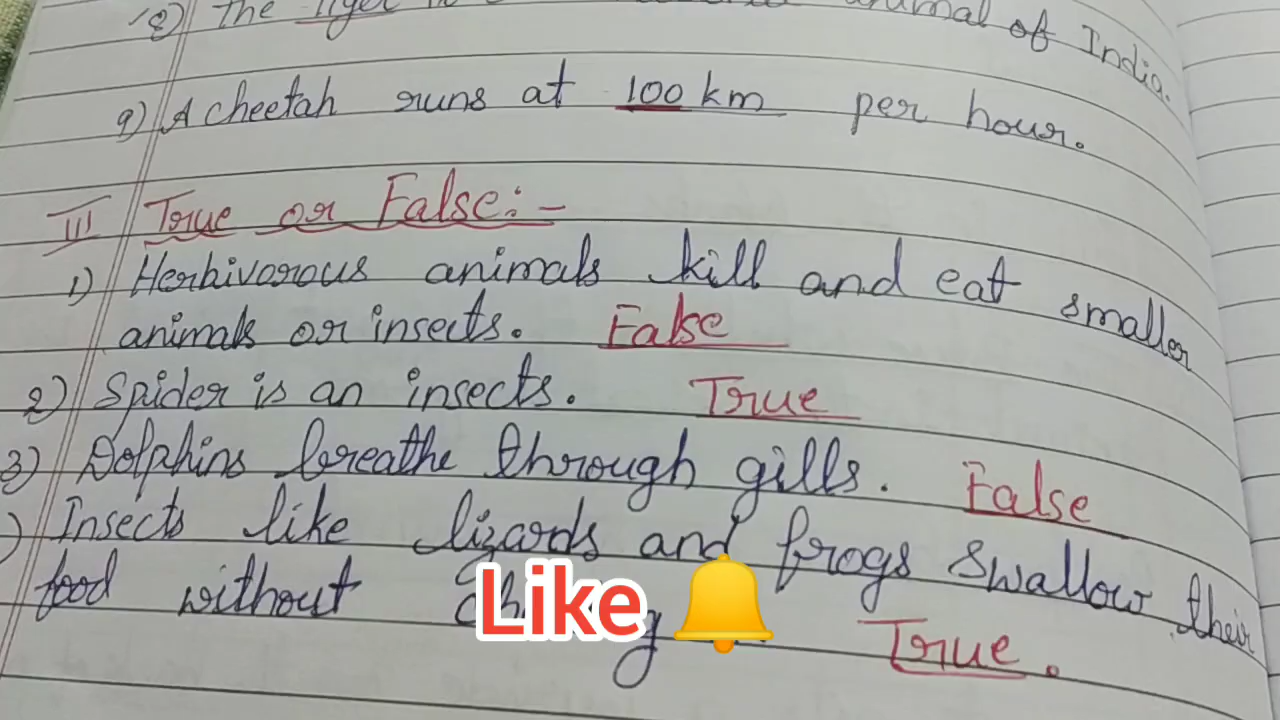 8) The Tiger animal of India.
9) A cheetah runs at 100 km per hour.
III True or False:-
1) Herbivorous animals kill and eat smaller
animals or insects. False
2) Spider is an insects. True
3) Dolphins breathe through gills. False
) Insects like lizards and frogs swallow their
food without True.
Like